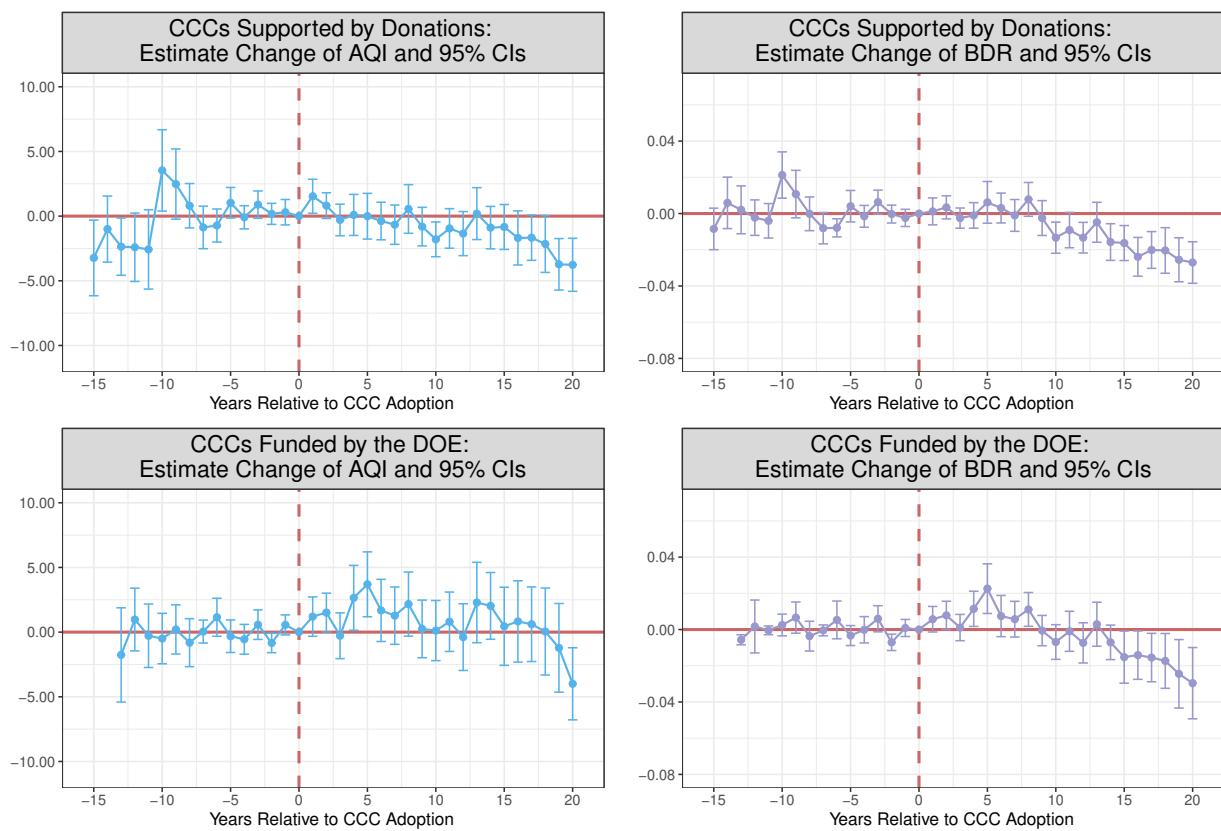 CCCs Supported by Donations:
Estimate Change of AQI and 95% CIs
10.00
5.00
0.00
−5.00
−10.00
−15 −10 −5 0 5 10 15 20
Years Relative to CCC Adoption
CCCs Supported by Donations:
Estimate Change of BDR and 95% CIs
0.04
0.00
−0.04
−0.08
−15 −10 −5 0 5 10 15 20
Years Relative to CCC Adoption
CCCs Funded by the DOE:
Estimate Change of AQI and 95% CIs
10.00
5.00
0.00
−5.00
−10.00
−15 −10 −5 0 5 10 15 20
Years Relative to CCC Adoption
CCCs Funded by the DOE:
Estimate Change of BDR and 95% CIs
0.04
0.00
−0.04
−0.08
−15 −10 −5 0 5 10 15 20
Years Relative to CCC Adoption